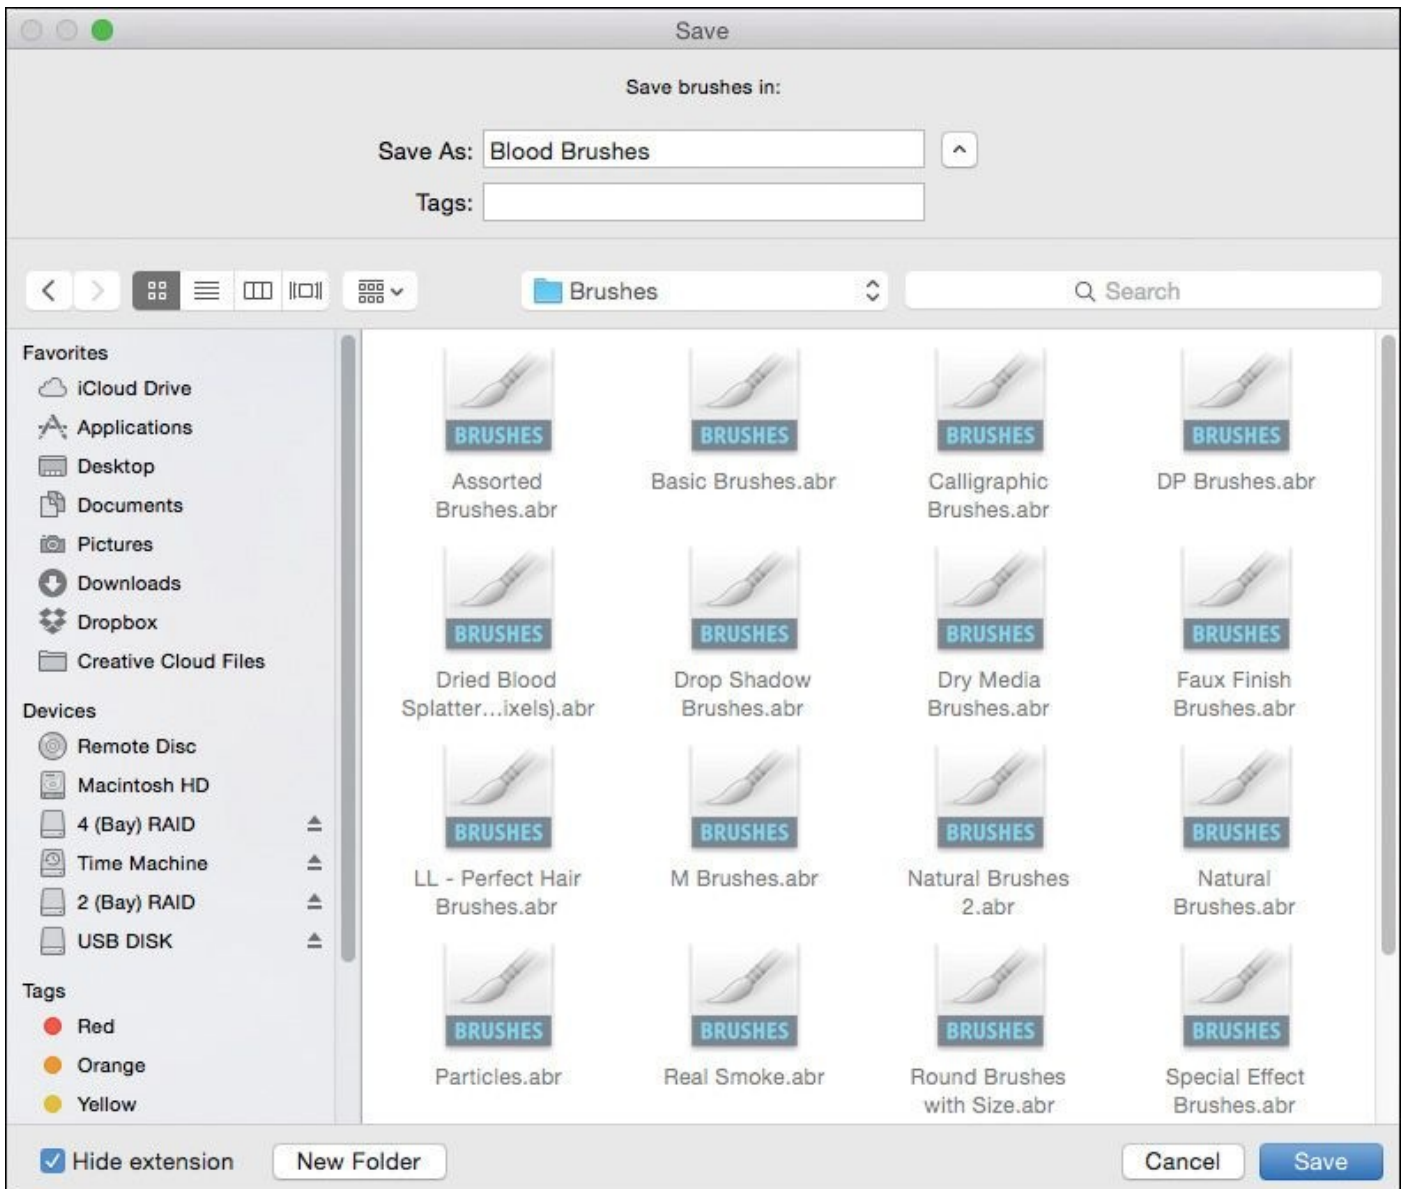 Save
Save brushes in:
Save As: Blood Brushes
Tags:
Brushes
Search
Favorites
iCloud Drive
Applications
Desktop
Documents
Pictures
Downloads
Dropbox
Creative Cloud Files
Devices
Remote Disc
Macintosh HD
4 (Bay) RAID
Time Machine
2 (Bay) RAID
USB DISK
Tags
Red
Orange
Yellow
BRUSHES BRUSHES BRUSHES BRUSHES
Assorted Basic Brushes.abr Calligraphic DP Brushes.abr
Brushes.abr Brushes.abr
BRUSHES BRUSHES BRUSHES BRUSHES
Dried Blood Drop Shadow Dry Media Faux Finish
Splatter...ixels).abr Brushes.abr Brushes.abr Brushes.abr
BRUSHES BRUSHES BRUSHES BRUSHES
LL - Perfect Hair M Brushes.abr Natural Brushes Natural
Brushes.abr 2.abr Brushes.abr
BRUSHES BRUSHES BRUSHES BRUSHES
Particles.abr Real Smoke.abr Round Brushes Special Effect
with Size.abr Brushes.abr
Hide extension New Folder Cancel Save